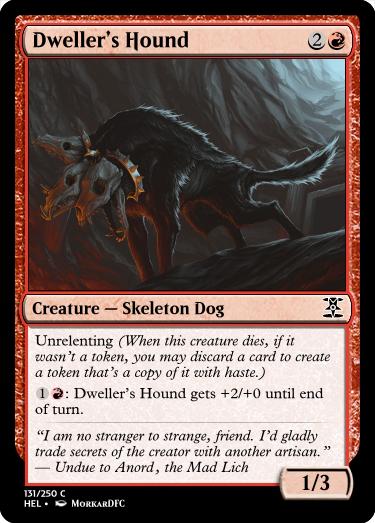 Dweller's Hound 2
Creature — Skeleton Dog
Unrelenting (When this creature dies, if it
wasn't a token, you may discard a card to create
a token that's a copy of it with haste.)
1 : Dweller's Hound gets +2/+0 until end
of turn.
"I am no stranger to strange, friend. I'd gladly
trade secrets of the creator with another artisan."
— Undue to Anord, the Mad Lich
1/3
131/250 C
HEL • MorkarDFC